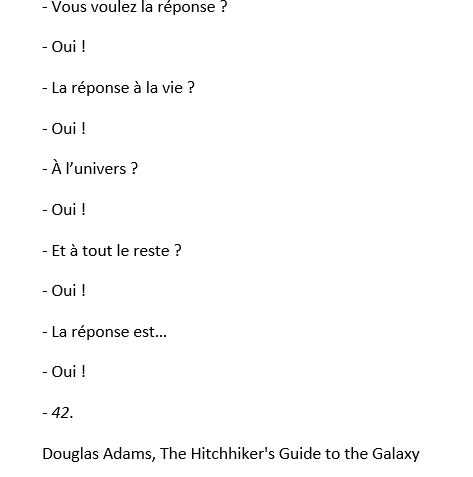 - Vous voulez la réponse ?
- Oui !
- La réponse à la vie ?
- Oui !
- À l’univers ?
- Oui !
- Et à tout le reste ?
- Oui !
- La réponse est…
- Oui !
- 42.
Douglas Adams, The Hitchhiker's Guide to the Galaxy